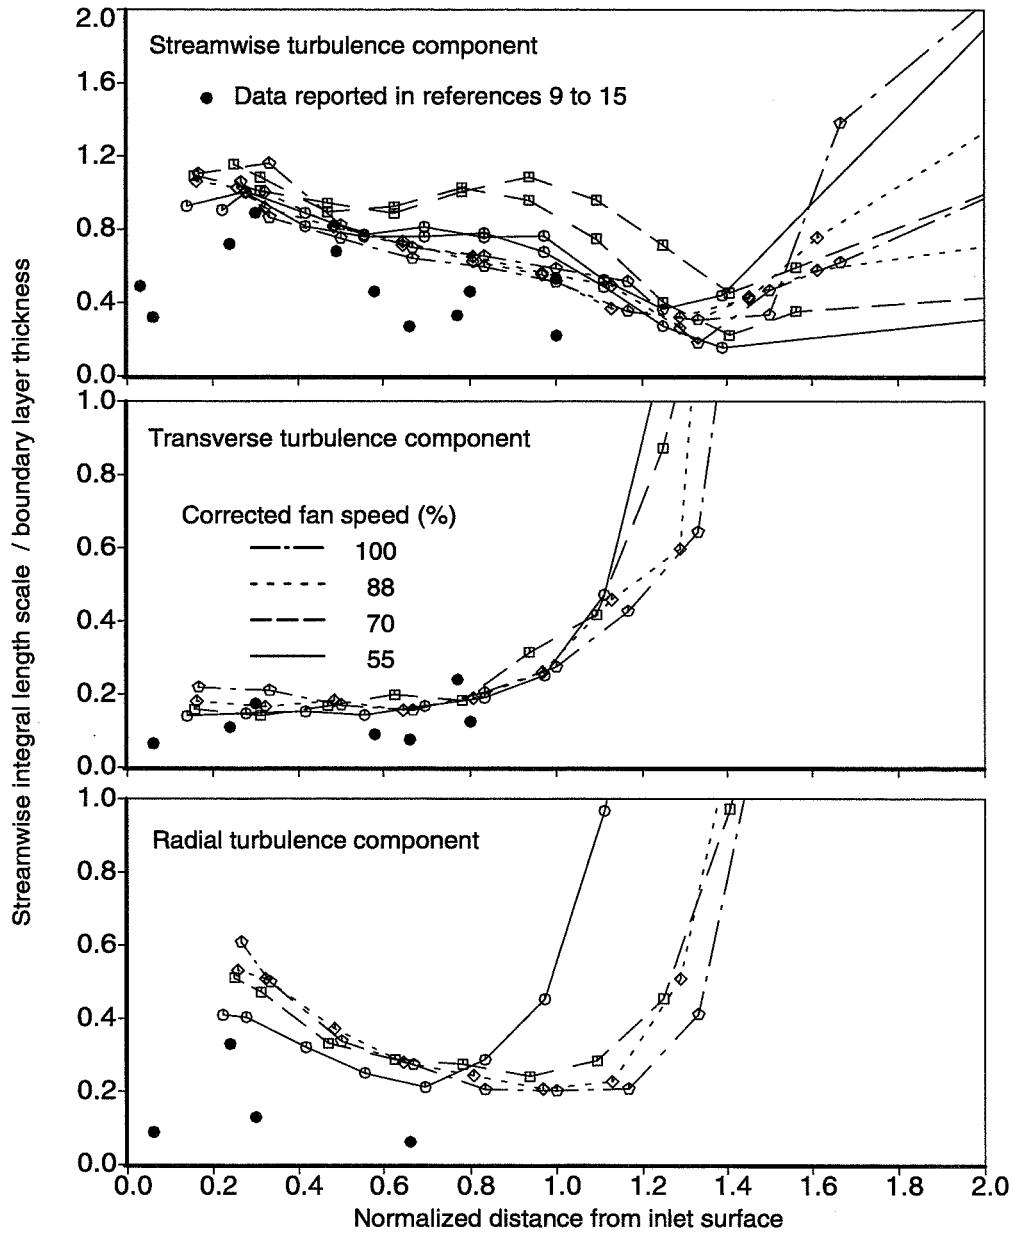 Streamwise integral length scale / boundary layer thickness
2.0
Streamwise turbulence component
1.6
Data reported in references 9 to 15
1.2
0.8
0.4
0.0
1.0
Transverse turbulence component
0.8
Corrected fan speed (%)
0.6
100
88
0.4
70
55
0.2
0.0
1.0
Radial turbulence component
0.8
0.6
0.4
0.2
0.0
0.0 0.2 0.4 0.6 0.8 1.0 1.2 1.4 1.6 1.8 2.0
Normalized distance from inlet surface